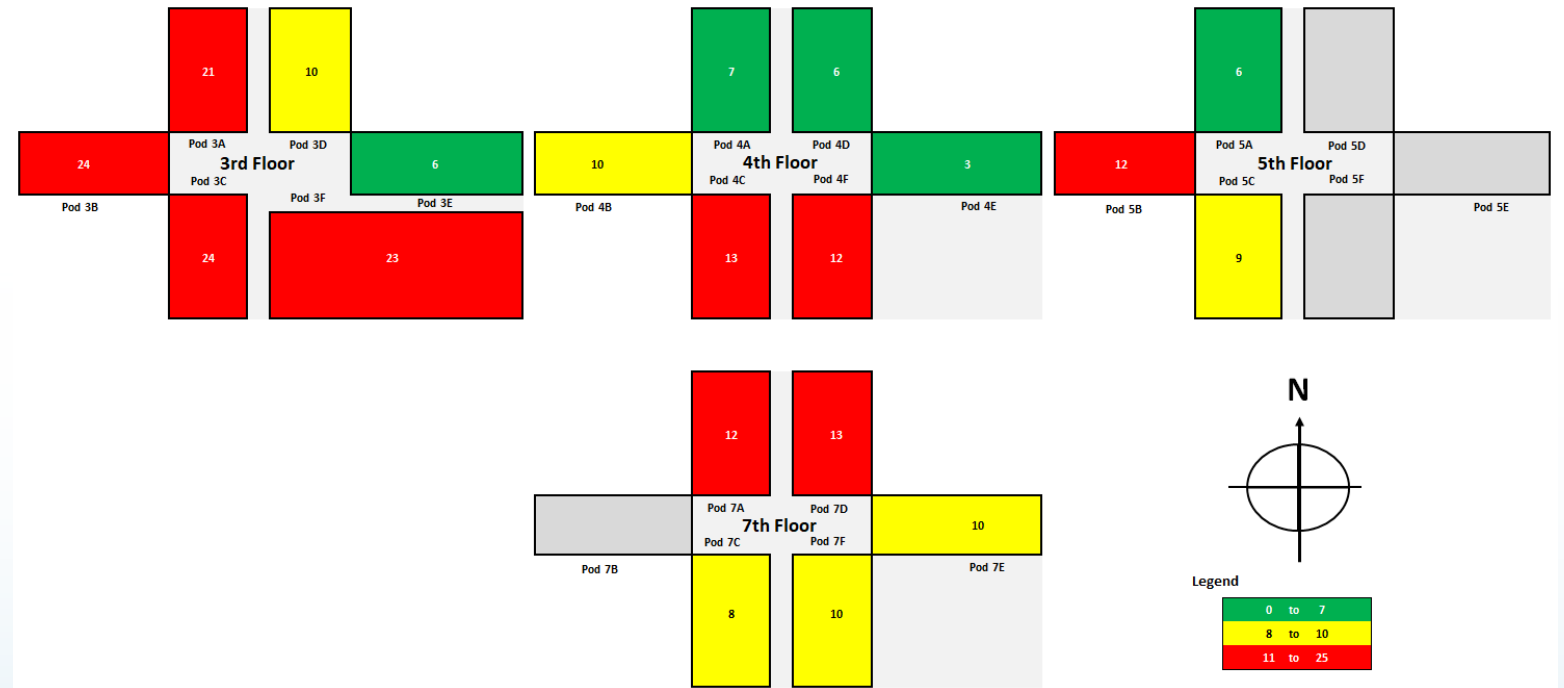 21
10
24
Pod 3A
Pod 3D
3rd Floor
Pod 3C
6
Pod 3B
Pod 3F
Pod 3E
24
23
7
6
10
Pod 4A
Pod 4D
4th Floor
Pod 4C
Pod 4F
3
Pod 4B
Pod 4E
13
12
6
12
Pod 5A
Pod 5D
5th Floor
Pod 5C
Pod 5F
Pod 5B
Pod 5E
9
12
13
Pod 7A
Pod 7D
7th Floor
Pod 7C
Pod 7F
10
Pod 7B
Pod 7E
8
10
N
Legend
0 to 7
8 to 10
11 to 25